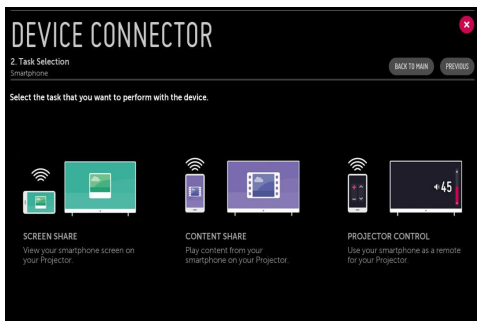 DEVICE CONNECTOR
2. Task Selection
Smartphone
BACK TO MAIN PREVIOUS
Select the task that you want to perform with the device.
45
SCREEN SHARE
View your smartphone screen on
your Projector.
CONTENT SHARE
Play content from your
smartphone on your Projector.
PROJECTOR CONTROL
Use your smartphone as a remote
for your Projector.